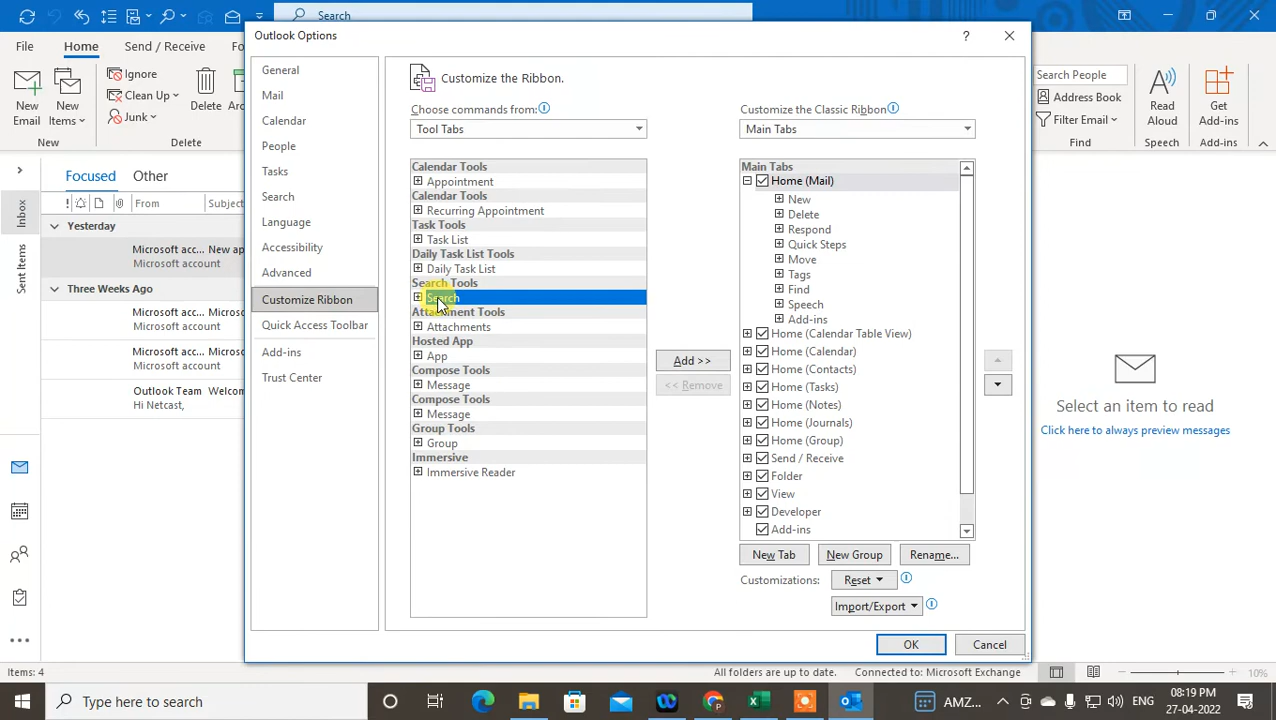 Search
Outlook Options
?
File
Home
Send / Receive
Fo
New Email
New Items
Ignore
Clean Up
Junk
Delete
Arc
New
Delete
Search People
Address Book
Filter Email
Find
Read Aloud
Speech
Get Add-ins
Add-ins
Inbox
Sent Items
Focused
Other
From
Subject
Yesterday
Microsoft acc... New ap
Microsoft account
Three Weeks Ago
Microsoft acc...
Microsoft account
Microsoft acc...
Microsoft account
Outlook Team Welcom
Hi Netcast,
General
Mail
Calendar
People
Tasks
Search
Language
Accessibility
Advanced
Customize Ribbon
Quick Access Toolbar
Add-ins
Trust Center
Customize the Ribbon.
Choose commands from:
Tool Tabs
Calendar Tools
Appointment
Calendar Tools
Recurring Appointment
Task Tools
Task List
Daily Task List Tools
Daily Task List
Search Tools
Search
Attachment Tools
Attachments
Hosted App
App
Compose Tools
Message
Compose Tools
Message
Group Tools
Group
Immersive
Immersive Reader
Add >>
<< Remove
Customize the Classic Ribbon
Main Tabs
Main Tabs
Home (Mail)
New
Delete
Respond
Quick Steps
Move
Tags
Find
Speech
Add-ins
Home (Calendar Table View)
Home (Calendar)
Home (Contacts)
Home (Tasks)
Home (Notes)
Home (Journals)
Home (Group)
Send / Receive
Folder
View
Developer
Add-ins
New Tab
New Group
Rename...
Customizations:
Reset
Import/Export
OK
Cancel
Select an item to read
Click here to always preview messages
Items: 4
All folders are up to date.
Connected to: Microsoft Exchange
10%
Type here to search
AMZ...
ENG
08:19 PM
27-04-2022